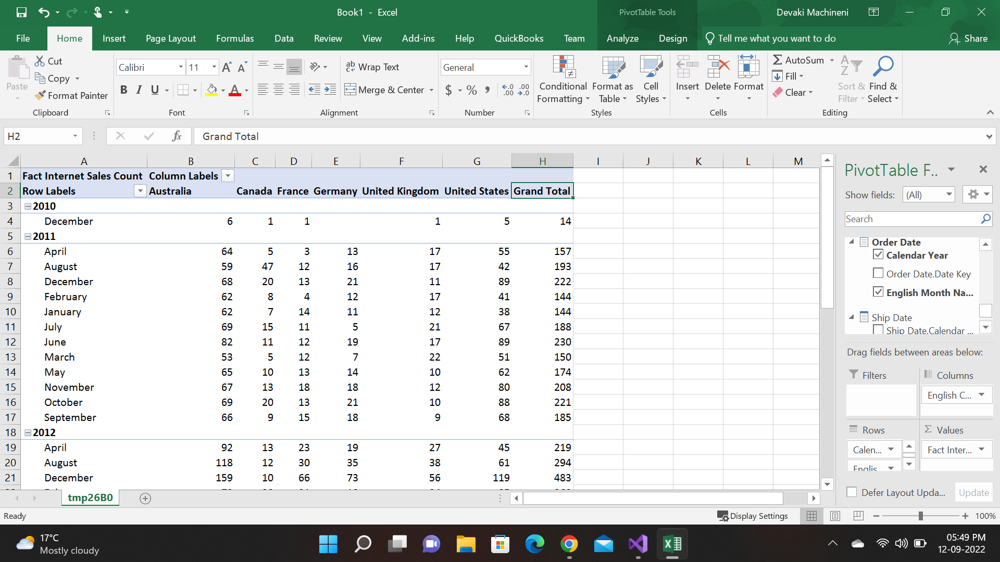 Book1 - Excel
PivotTable Tools
Devaki Machineni
File Home Insert Page Layout Formulas Data Review View Add-ins Help QuickBooks Team Analyze Design Tell me what you want to do Share
Paste
Cut
Copy
Format Painter
Clipboard
Calibri 11
B I U
Font
Wrap Text
Merge & Center
Alignment
General
$ % ,
Number
Conditional Formatting
Format as Table
Cell Styles
Styles
Insert Delete Format
Cells
AutoSum
Fill
Clear
Sort & Filter
Find & Select
Editing
H2 fx Grand Total
A B C D E F G H I J K L M
1 Fact Internet Sales Count Column Labels
2 Row Labels Australia Canada France Germany United Kingdom United States Grand Total
3 2010
4 December 6 1 1 1 5 14
5 2011
6 April 64 5 3 13 17 55 157
7 August 59 47 12 16 17 42 193
8 December 68 20 13 21 11 89 222
9 February 62 8 4 12 17 41 144
10 January 62 7 14 11 12 38 144
11 July 69 15 11 5 21 67 188
12 June 82 11 12 19 17 89 230
13 March 53 5 12 7 22 51 150
14 May 65 10 13 14 10 62 174
15 November 67 13 18 18 12 80 208
16 October 69 20 13 21 10 88 221
17 September 66 9 15 18 9 68 185
18 2012
19 April 92 13 23 19 27 45 219
20 August 118 12 30 35 38 61 294
21 December 159 10 66 73 56 119 483
tmp26B0
PivotTable F..
Show fields: (All)
Search
Order Date
Calendar Year
Order Date.Date Key
English Month Na...
Ship Date
Ship Date.Calendar ...
Drag fields between areas below:
Filters
Columns
English C...
Rows
Calen...
Englis
Values
Fact Inter...
Defer Layout Upda... Update
Ready
Display Settings
100%
17°C
Mostly cloudy
05:49 PM
12-09-2022